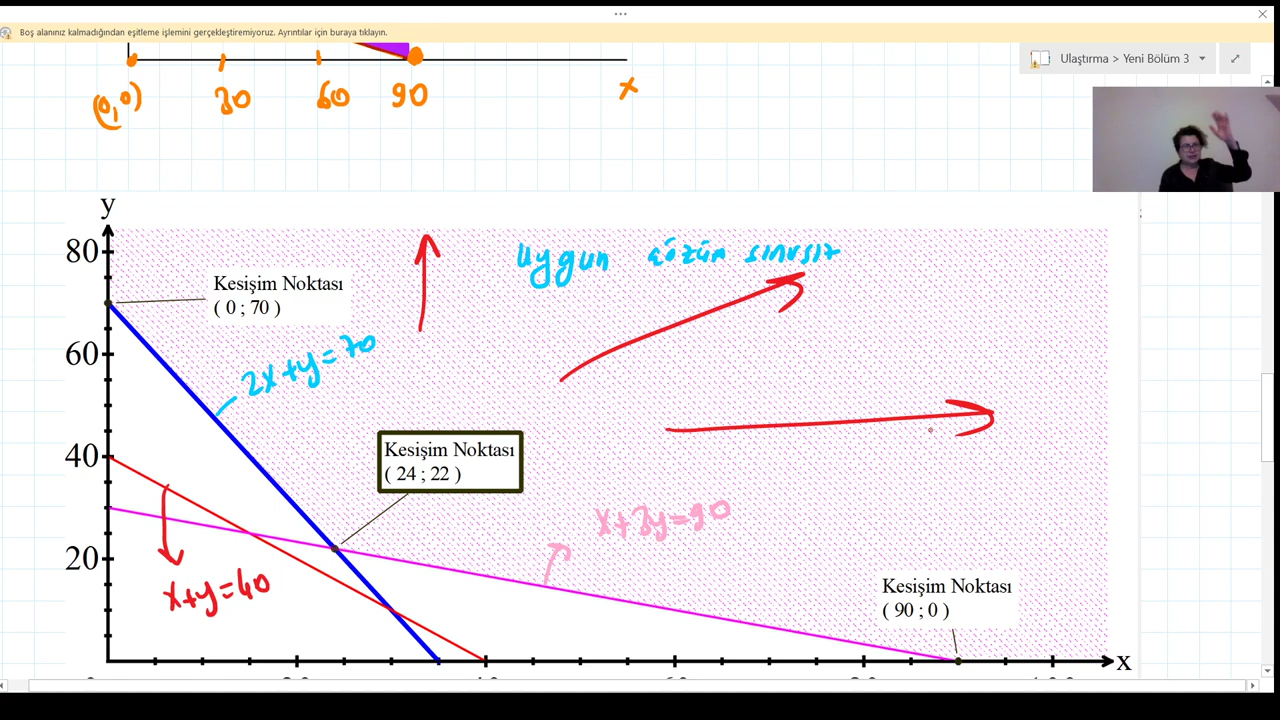 Boş alanınız kalmadığından eşitleme işlemini gerçekleştiremiyoruz. Ayrıntılar için buraya tıklayın.
Ulaştırma > Yeni Bölüm 3
(0,0) 30 60 90 x
y
80
uygun çözüm sınırsız
Kesişim Noktası
( 0 ; 70 )
60
2x+y=70
Kesişim Noktası
( 24 ; 22 )
40
x+3y=90
20
x+y=40
Kesişim Noktası
( 90 ; 0 )
x